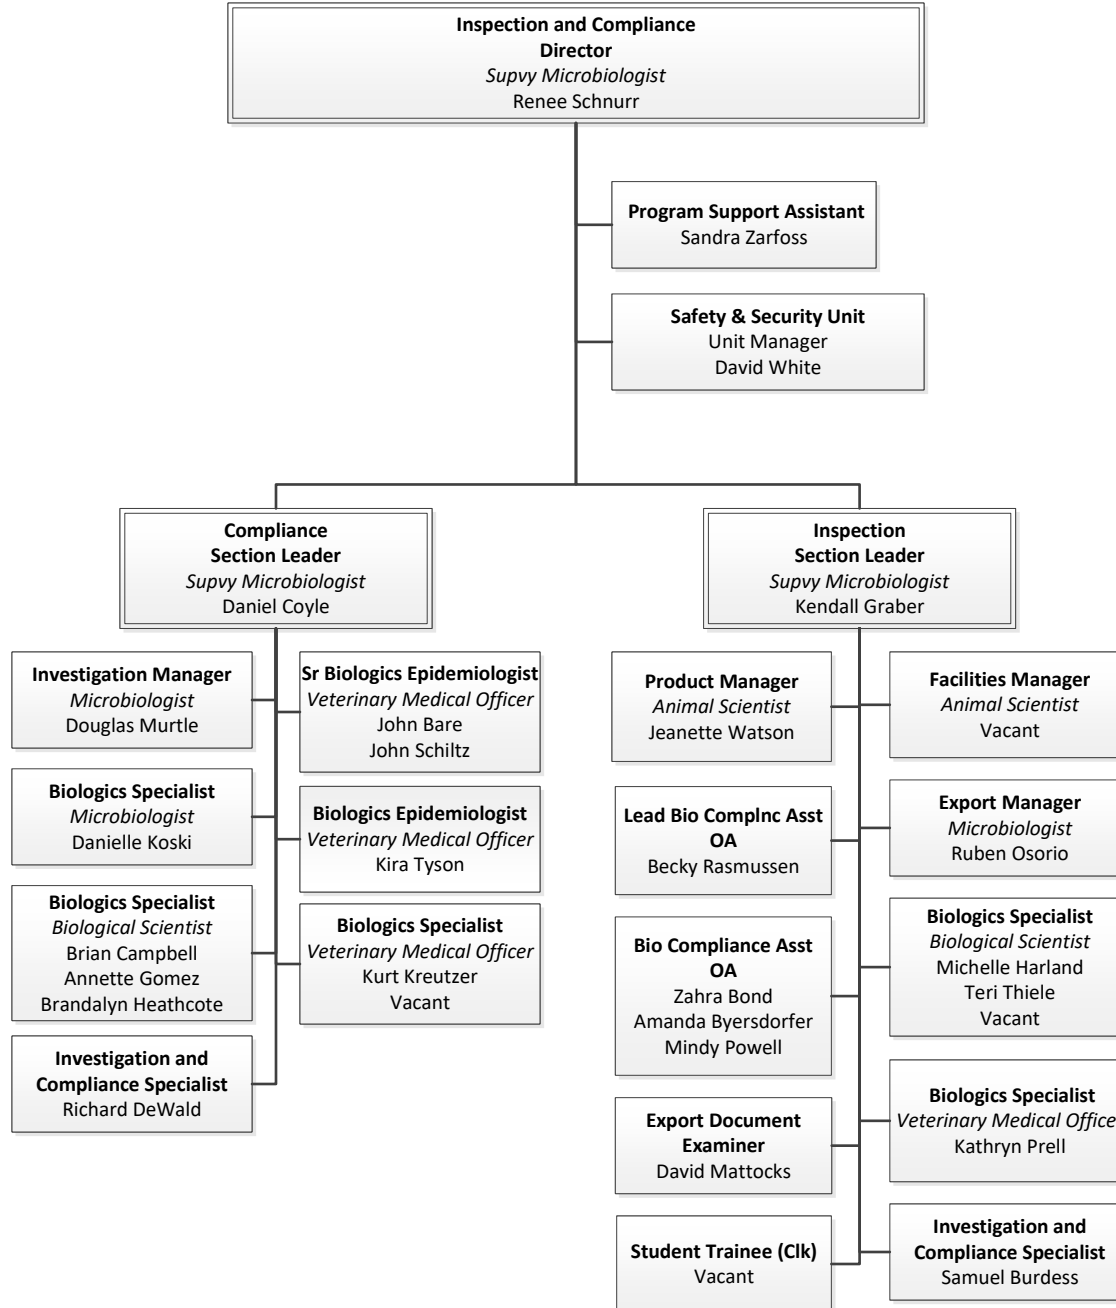 Inspection and Compliance
Director
Supvy Microbiologist
Renee Schnurr
Program Support Assistant
Sandra Zarfoss
Safety & Security Unit
Unit Manager
David White
Compliance
Section Leader
Supvy Microbiologist
Daniel Coyle
Inspection
Section Leader
Supvy Microbiologist
Kendall Graber
Investigation Manager
Microbiologist
Douglas Murtle
Sr Biologics Epidemiologist
Veterinary Medical Officer
John Bare
John Schiltz
Biologics Specialist
Microbiologist
Danielle Koski
Biologics Epidemiologist
Veterinary Medical Officer
Kira Tyson
Biologics Specialist
Biological Scientist
Brian Campbell
Annette Gomez
Brandalyn Heathcote
Biologics Specialist
Veterinary Medical Officer
Kurt Kreutzer
Vacant
Investigation and
Compliance Specialist
Richard DeWald
Product Manager
Animal Scientist
Jeanette Watson
Facilities Manager
Animal Scientist
Vacant
Lead Bio Complnc Asst
OA
Becky Rasmussen
Export Manager
Microbiologist
Ruben Osorio
Bio Compliance Asst
OA
Zahra Bond
Amanda Byersdorfer
Mindy Powell
Biologics Specialist
Biological Scientist
Michelle Harland
Teri Thiele
Vacant
Export Document
Examiner
David Mattocks
Biologics Specialist
Veterinary Medical Office
Kathryn Prell
Student Trainee (Clk)
Vacant
Investigation and
Compliance Specialist
Samuel Burdess